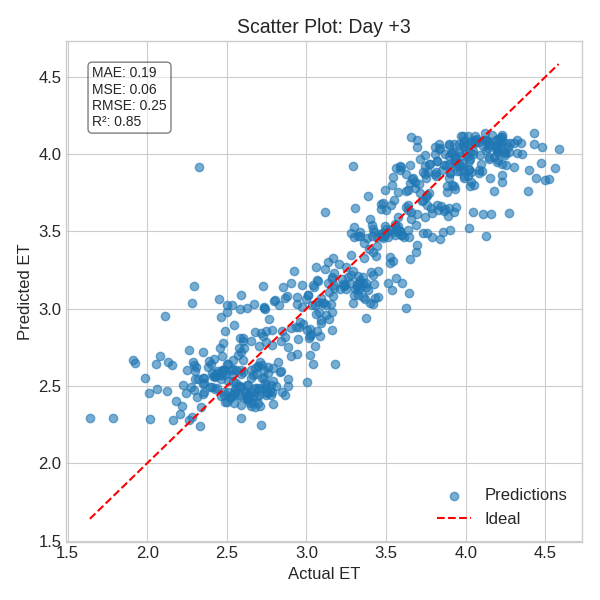 Scatter Plot: Day +3
MAE: 0.19
MSE: 0.06
RMSE: 0.25
R²: 0.85
Predicted ET
4.5
4.0
3.5
3.0
2.5
2.0
1.5
1.5 2.0 2.5 3.0 3.5 4.0 4.5
Actual ET
Predictions
Ideal